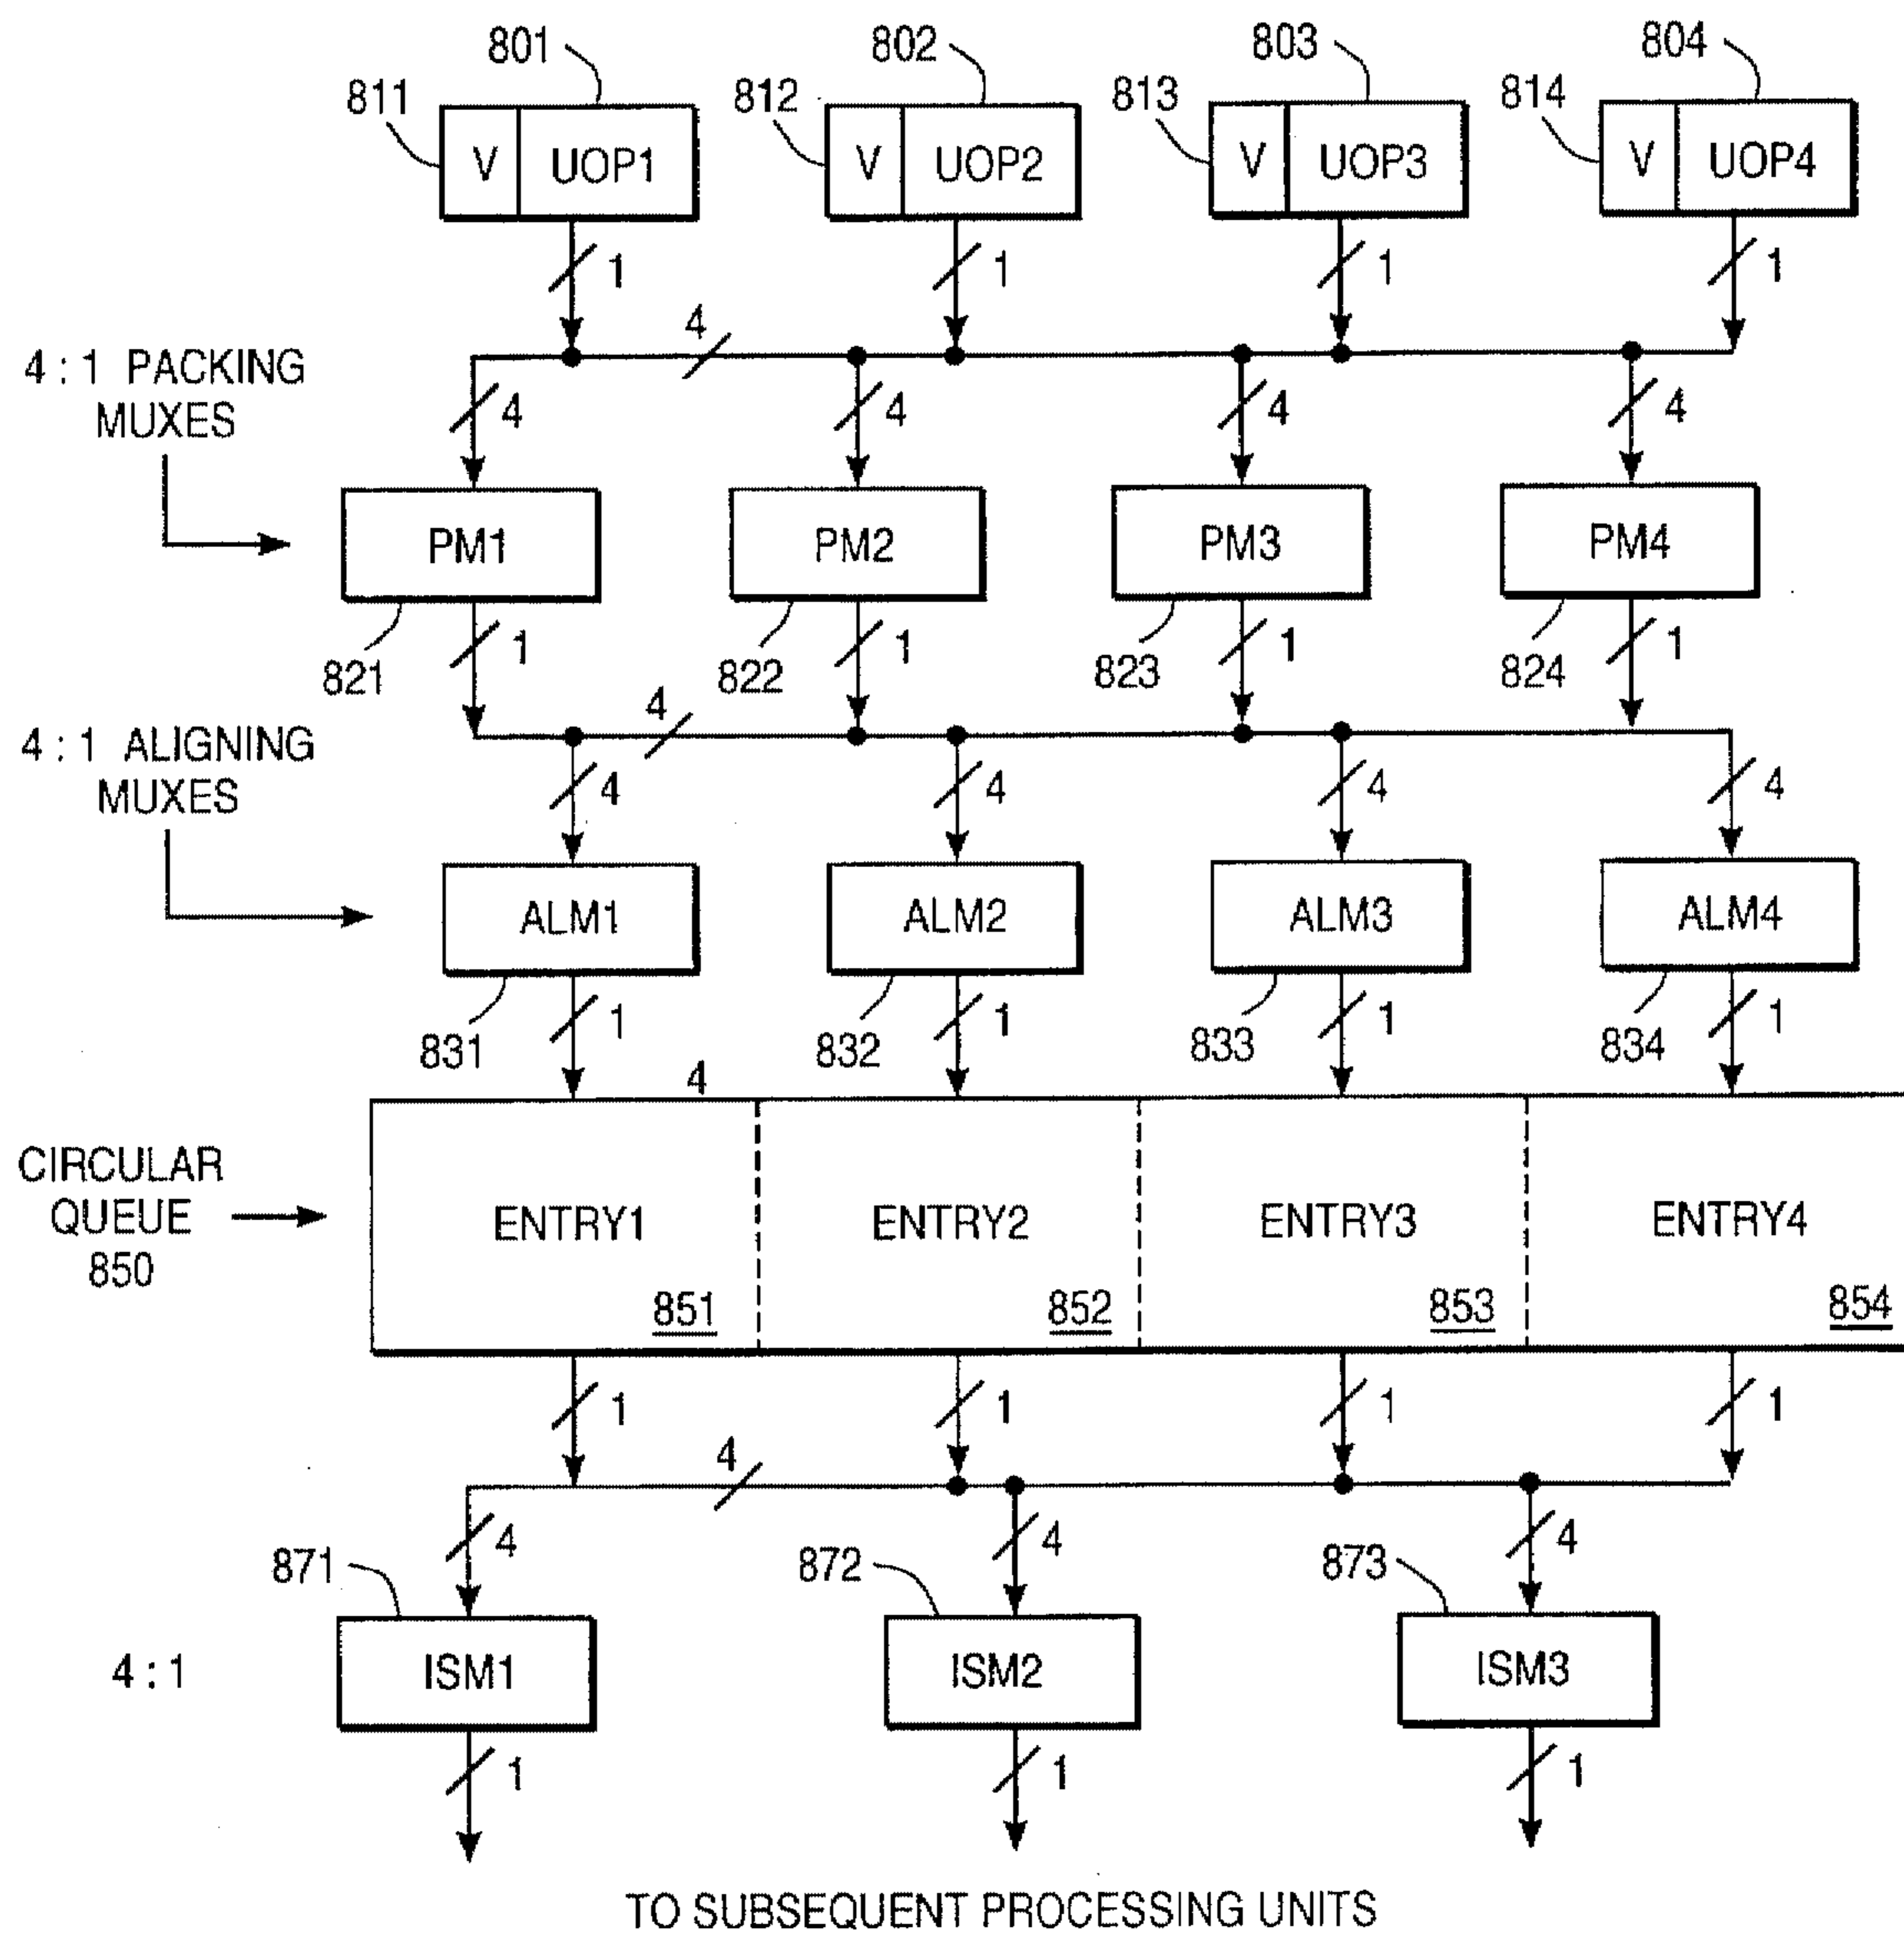 801 802 803 804
811 812 813 814
V UOP1 V UOP2 V UOP3 V UOP4
1 1 1 1
4
4 : 1 PACKING
MUXES
4 4 4 4
PM1 PM2 PM3 PM4
1 1 1 1
821 822 823 824
4
4 : 1 ALIGNING
MUXES
4 4 4 4
ALM1 ALM2 ALM3 ALM4
1 1 1 1
831 832 833 834
4
CIRCULAR
QUEUE
850
ENTRY1 ENTRY2 ENTRY3 ENTRY4
851 852 853 854
1 1 1 1
4
4 4 4
871 872 873
4 : 1
ISM1 ISM2 ISM3
1 1 1
TO SUBSEQUENT PROCESSING UNITS